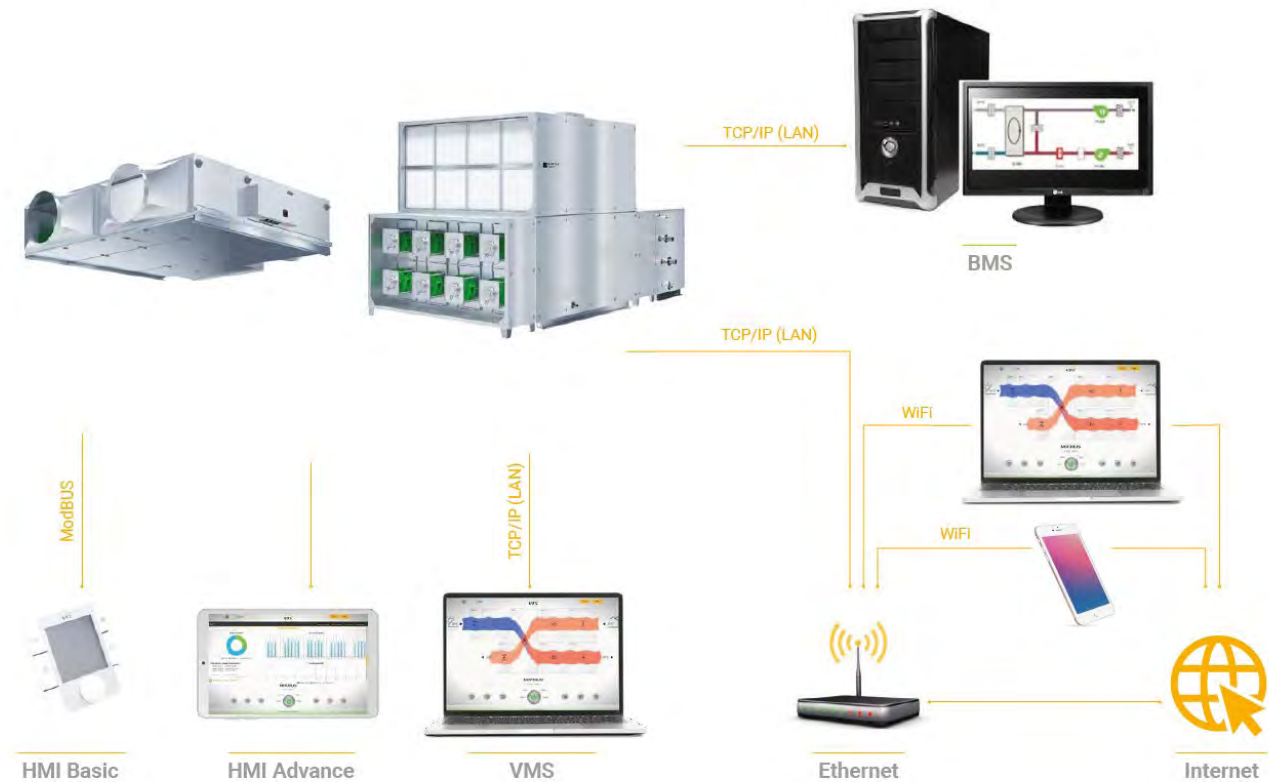 TCP/IP (LAN)
BMS
TCP/IP (LAN)
WiFi
ModBUS
TCP/IP (LAN)
WiFi
HMI Basic
HMI Advance
VMS
Ethernet
Internet